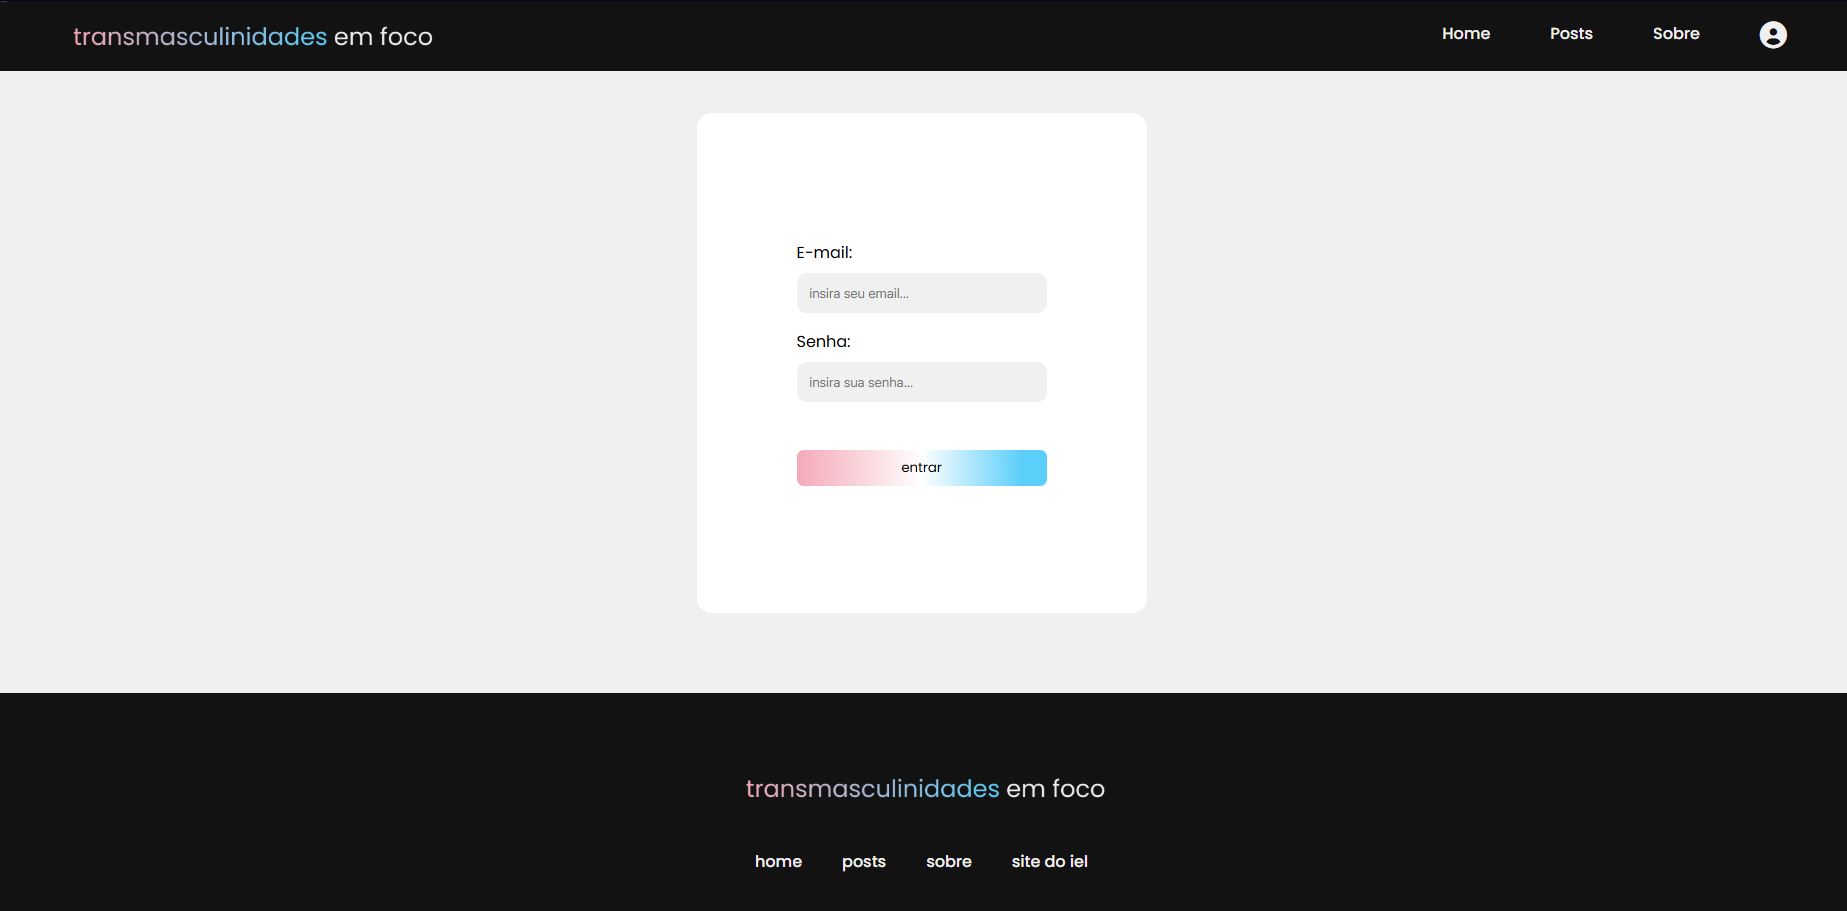 transmasculinidades em foco
Home Posts Sobre
E-mail:
insira seu email...
Senha:
insira sua senha...
entrar
transmasculinidades em foco
home posts sobre site do iel